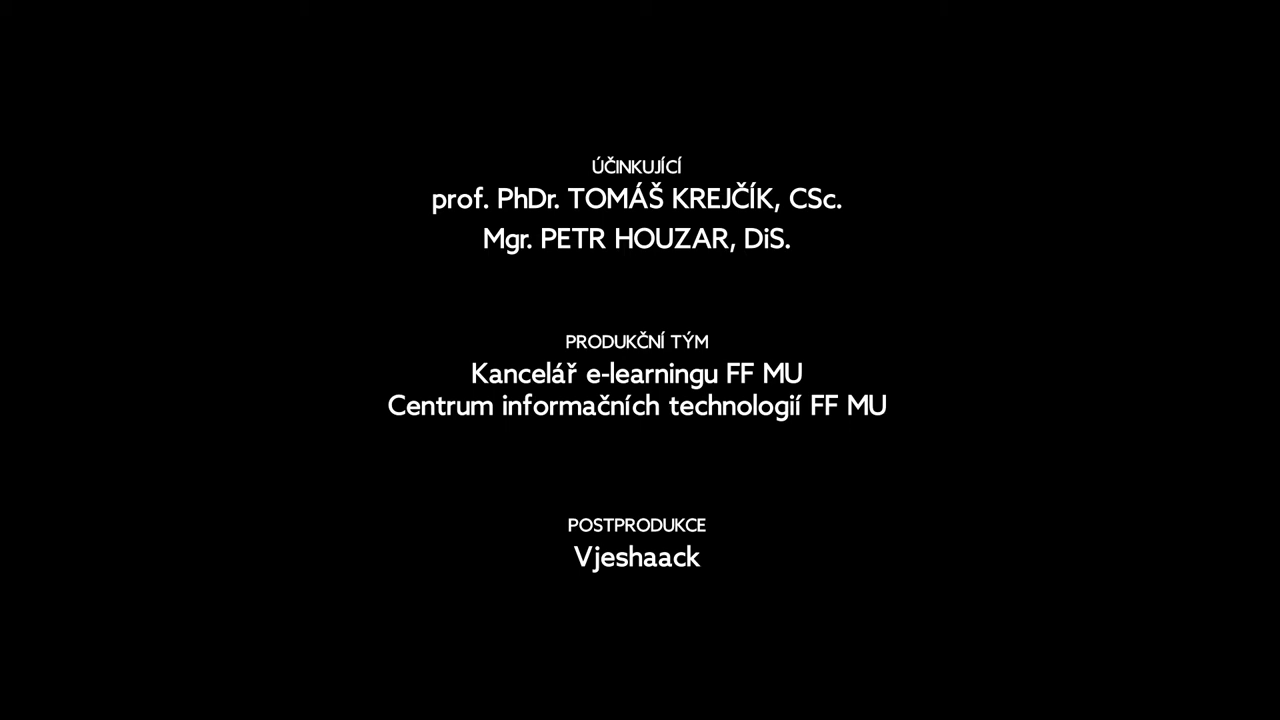 ÚČINKUJÍCÍ
prof. PhDr. TOMÁŠ KREJČÍK, CSc.
Mgr. PETR HOUZAR, DiS.
PRODUKČNÍ TÝM
Kancelář e-learningu FF MU
Centrum informačních technologií FF MU
POSTPRODUKCE
Vjeshaack